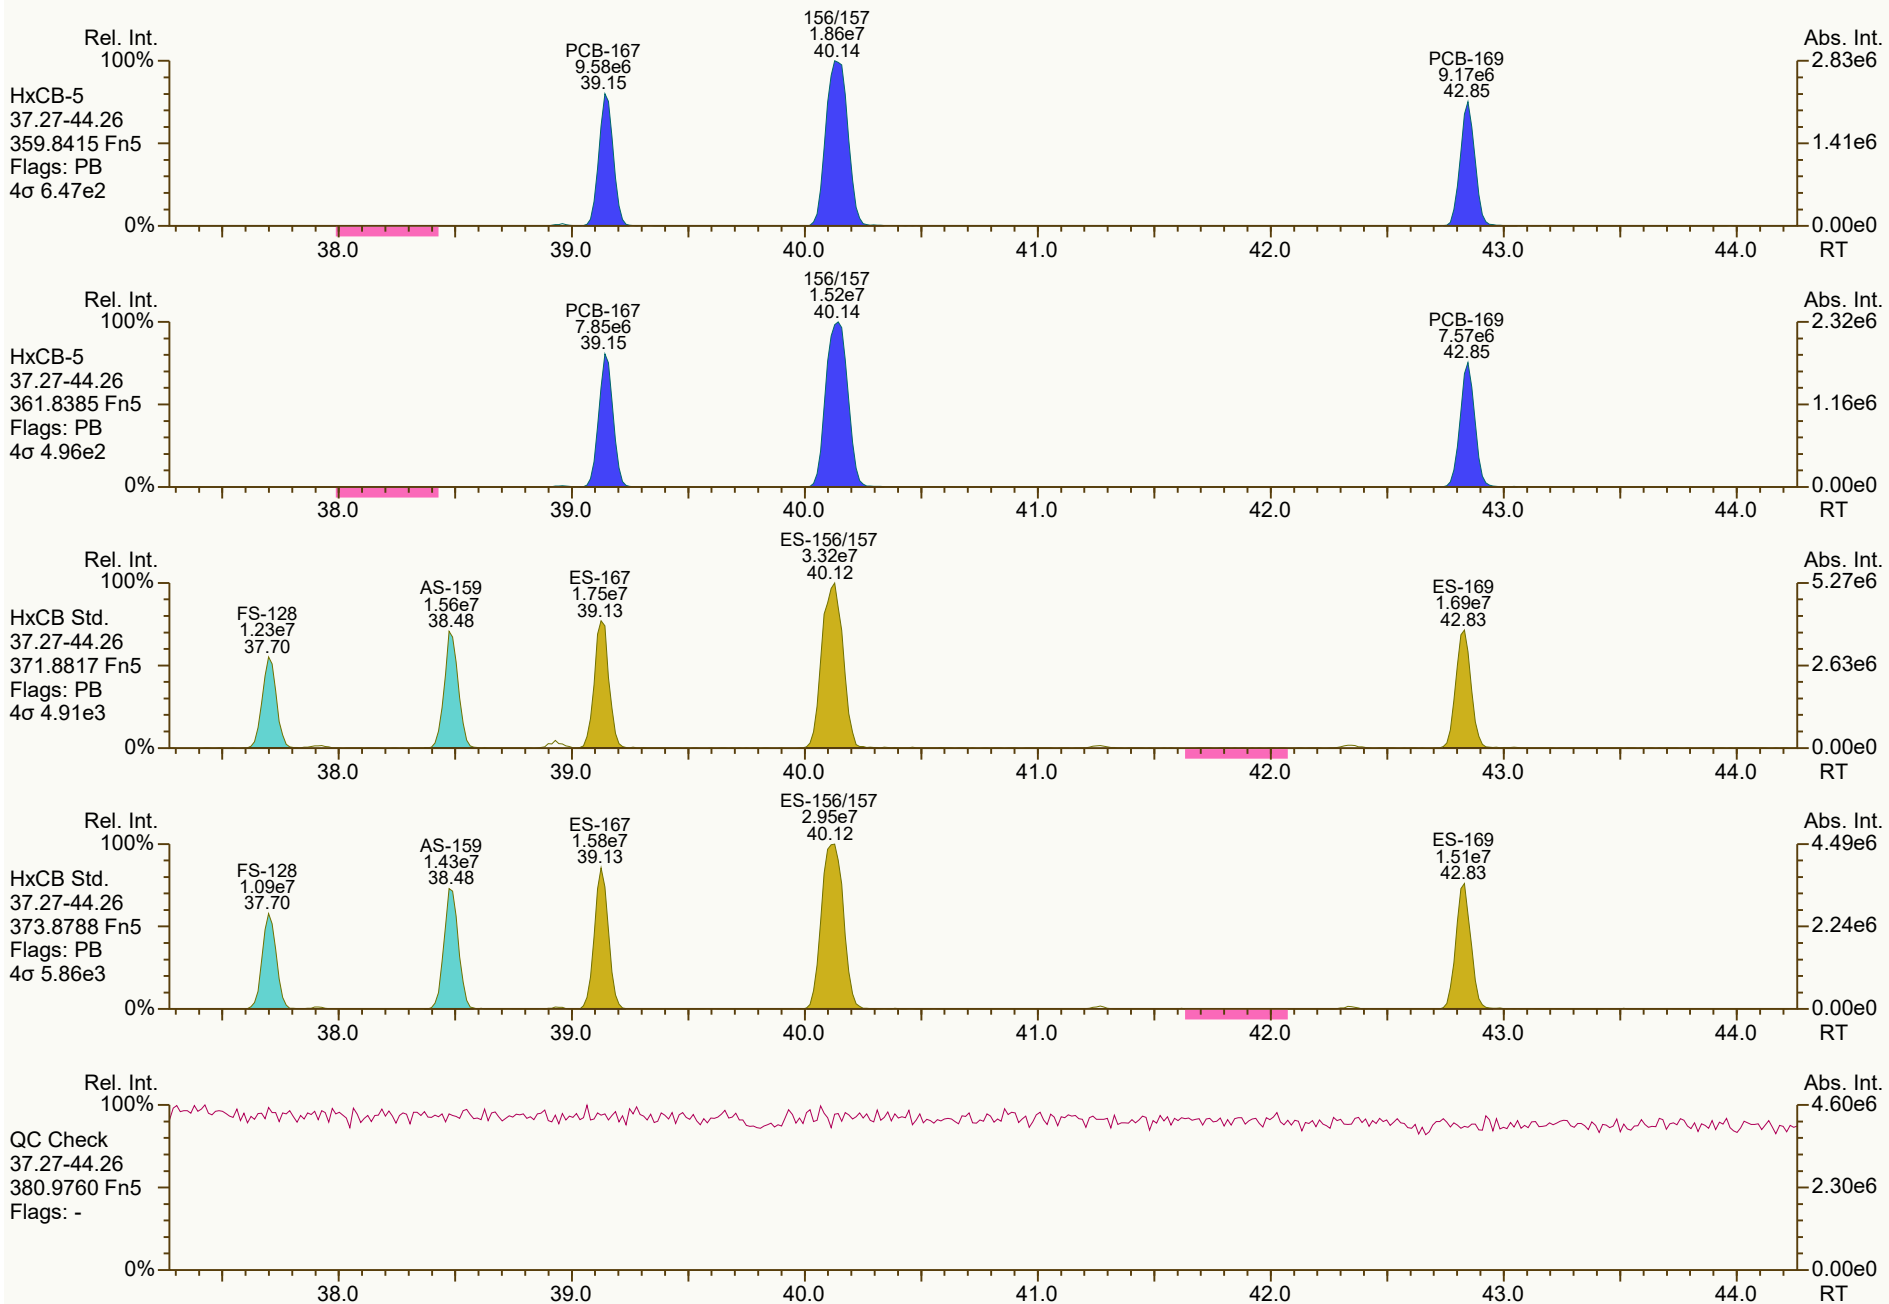 Rel. Int.
100%
0%
HxCB-5
37.27-44.26
359.8415 Fn5
Flags: PB
4σ 6.47e2
PCB-167
9.58e6
39.15
156/157
1.86e7
40.14
PCB-169
9.17e6
42.85
Abs. Int.
2.83e6
1.41e6
0.00e0
38.0 39.0 40.0 41.0 42.0 43.0 44.0 RT
Rel. Int.
100%
0%
HxCB-5
37.27-44.26
361.8385 Fn5
Flags: PB
4σ 4.96e2
PCB-167
7.85e6
39.15
156/157
1.52e7
40.14
PCB-169
7.57e6
42.85
Abs. Int.
2.32e6
1.16e6
0.00e0
38.0 39.0 40.0 41.0 42.0 43.0 44.0 RT
Rel. Int.
100%
0%
HxCB Std.
37.27-44.26
371.8817 Fn5
Flags: PB
4σ 4.91e3
FS-128
1.23e7
37.70
AS-159
1.56e7
38.48
ES-167
1.75e7
39.13
ES-156/157
3.32e7
40.12
ES-169
1.69e7
42.83
Abs. Int.
5.27e6
2.63e6
0.00e0
38.0 39.0 40.0 41.0 42.0 43.0 44.0 RT
Rel. Int.
100%
0%
HxCB Std.
37.27-44.26
373.8788 Fn5
Flags: PB
4σ 5.86e3
FS-128
1.09e7
37.70
AS-159
1.43e7
38.48
ES-167
1.58e7
39.13
ES-156/157
2.95e7
40.12
ES-169
1.51e7
42.83
Abs. Int.
4.49e6
2.24e6
0.00e0
38.0 39.0 40.0 41.0 42.0 43.0 44.0 RT
Rel. Int.
100%
0%
QC Check
37.27-44.26
380.9760 Fn5
Flags: -
Abs. Int.
4.60e6
2.30e6
0.00e0
38.0 39.0 40.0 41.0 42.0 43.0 44.0 RT